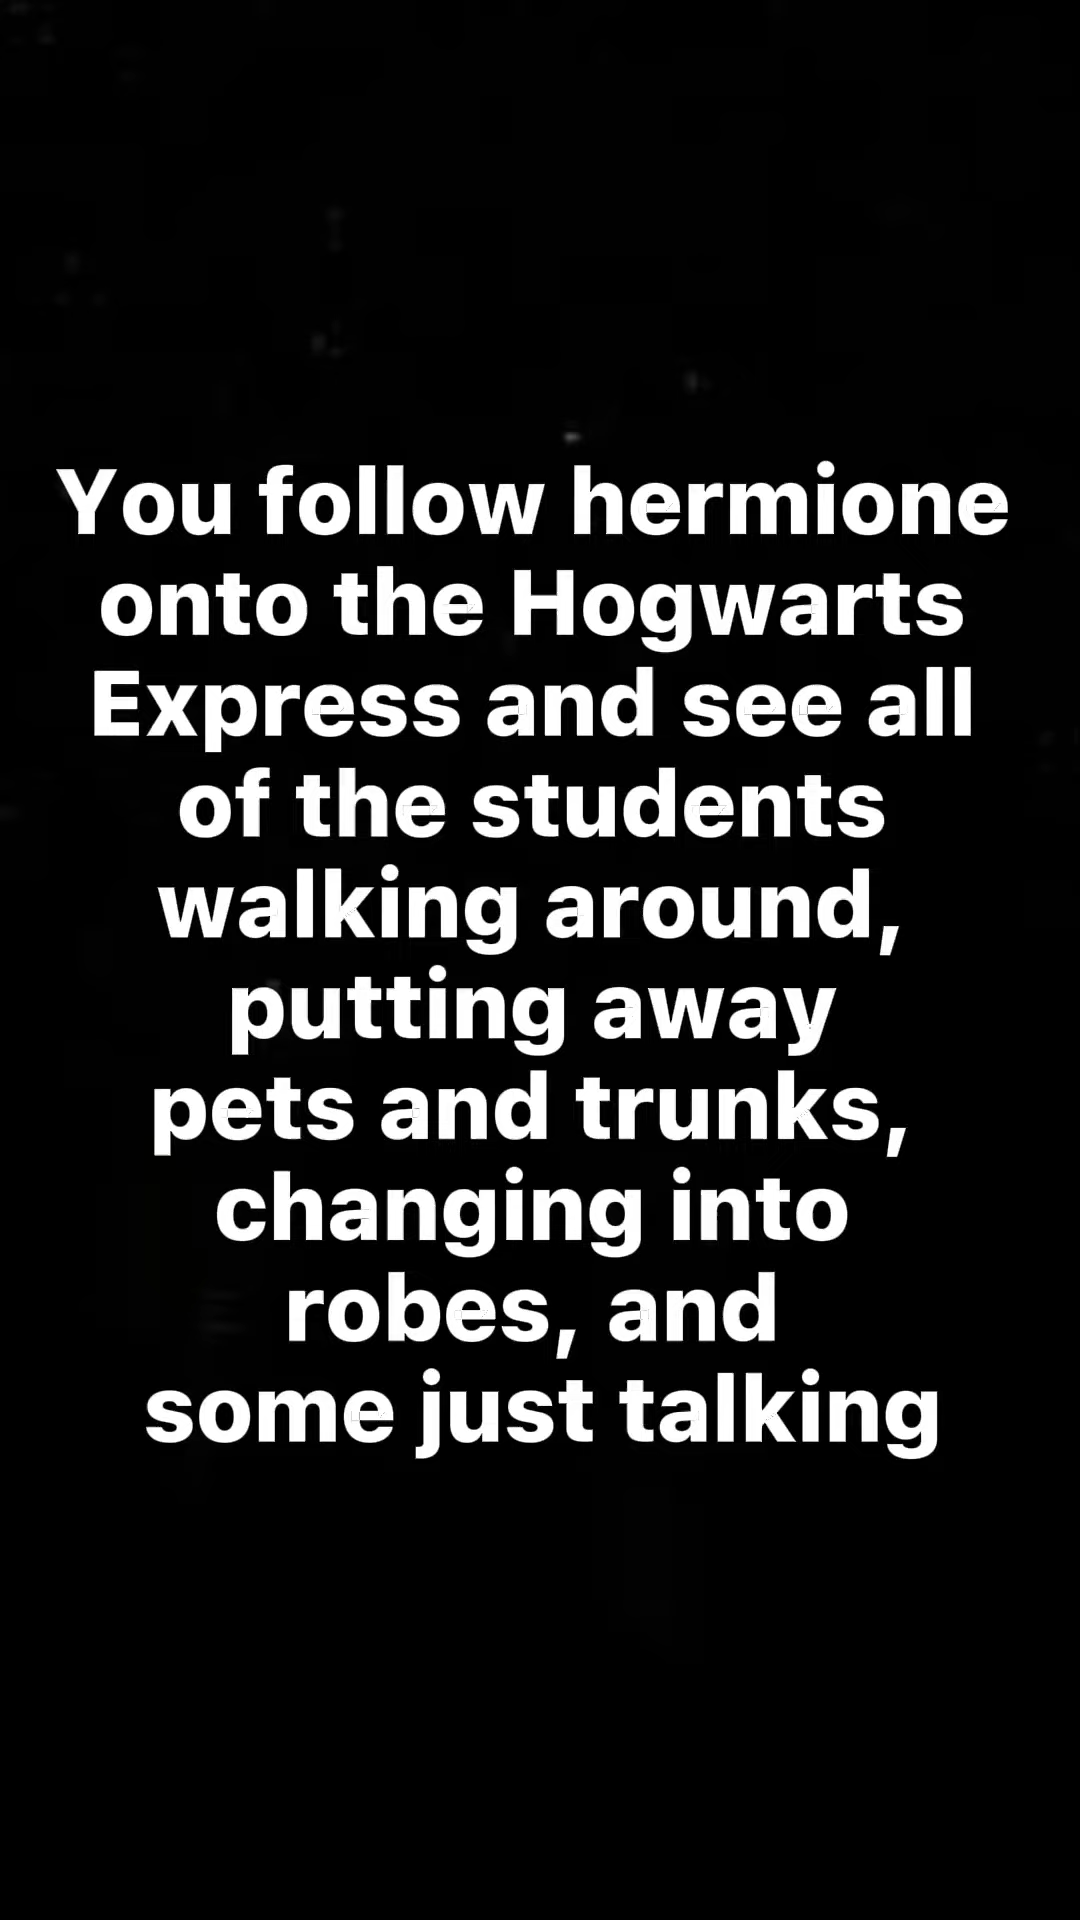 You follow hermione
onto the Hogwarts
Express and see all
of the students
walking around,
putting away
pets and trunks,
changing into
robes, and
some just talking